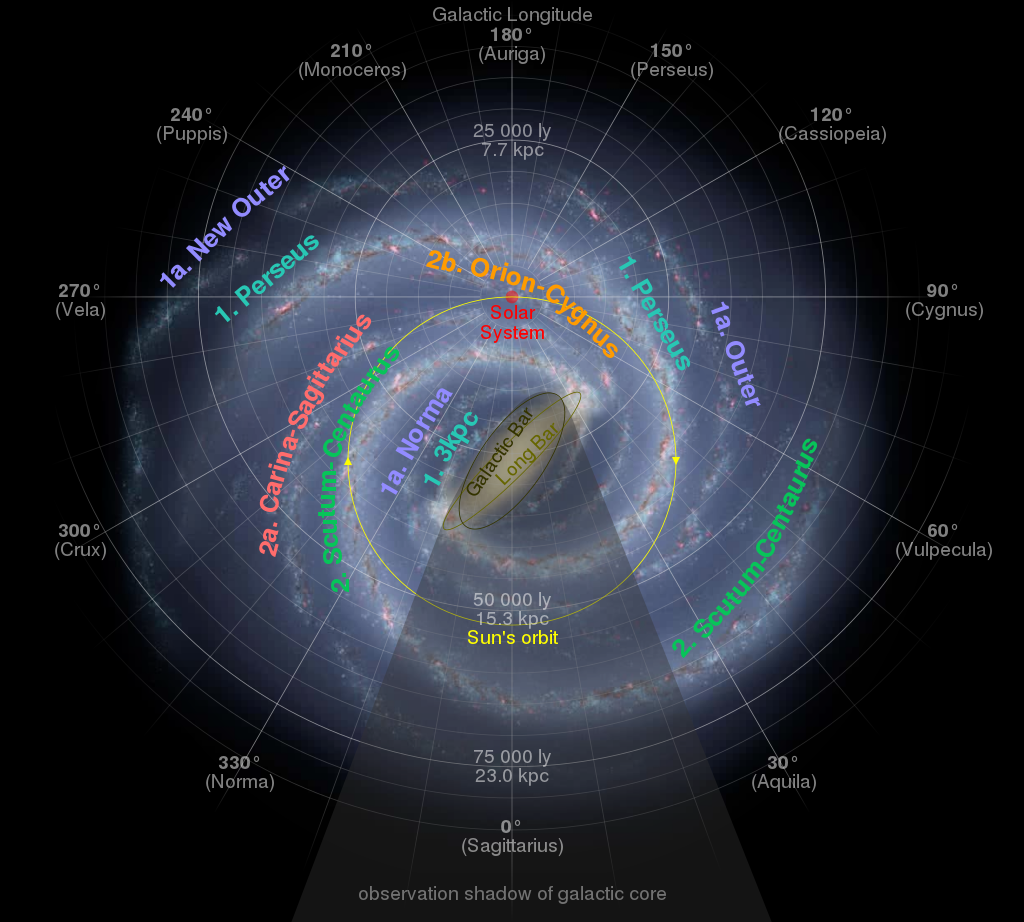 Galactic Longitude
180°
(Auriga)
210°
(Monoceros)
150°
(Perseus)
240°
(Puppis)
120°
(Cassiopeia)
25 000 ly
7.7 kpc
1a. New Outer
1. Perseus
2b. Orion-Cygnus
1. Perseus
1a. Outer
270°
(Vela)
90°
(Cygnus)
Solar
System
2a. Carina-Sagittarius
2. Scutum-Centaurus
1a. Norma
1. 3kpc
Galactic Bar
Long Bar
2. Scutum-Centaurus
300°
(Crux)
60°
(Vulpecula)
50 000 ly
15.3 kpc
Sun's orbit
75 000 ly
23.0 kpc
330°
(Norma)
30°
(Aquila)
0°
(Sagittarius)
observation shadow of galactic core